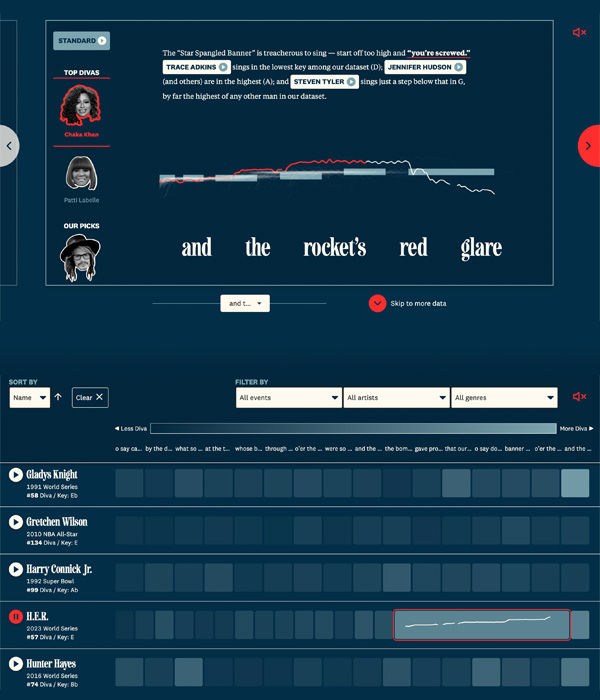 STANDARD
The "Star Spangled Banner" is treacherous to sing — start off too high and "you're screwed."
TRACE ADKINS sings in the lowest key among our dataset (D); JENNIFER HUDSON
(and others) are in the highest (A); and STEVEN TYLER sings just a step below that in G,
by far the highest of any other man in our dataset.
TOP DIVAS
Chaka Khan
Patti Labelle
OUR PICKS
and the rocket's red glare
and t...
Skip to more data
SORT BY
Name
Clear
FILTER BY
All events
All artists
All genres
Less Diva
More Diva
o say ca... by the d... what so ... at the t... whose b... through ... o'er the ... were so ... and the ... the bom... gave pro... that our... o say do... banner ... o'er the ... and the ...
Gladys Knight
1991 World Series
#58 Diva / Key: Eb
Gretchen Wilson
2010 NBA All-Star
#134 Diva / Key: E
Harry Connick Jr.
1992 Super Bowl
#99 Diva / Key: Ab
H.E.R.
2023 World Series
#57 Diva / Key: E
Hunter Hayes
2016 World Series
#74 Diva / Key: Bb